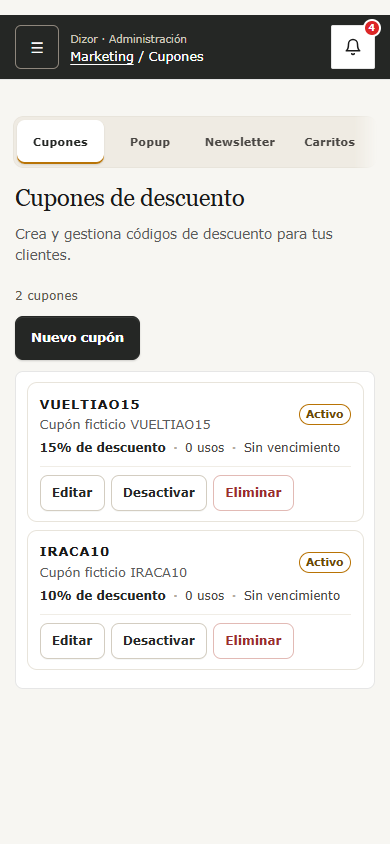 ☰
Dizor · Administración
Marketing / Cupones
4
Cupones Popup Newsletter Carritos
Cupones de descuento
Crea y gestiona códigos de descuento para tus
clientes.
2 cupones
Nuevo cupón
VUELTIAO15
Activo
Cupón ficticio VUELTIAO15
15% de descuento · 0 usos · Sin vencimiento
Editar Desactivar Eliminar
IRACA10
Activo
Cupón ficticio IRACA10
10% de descuento · 0 usos · Sin vencimiento
Editar Desactivar Eliminar